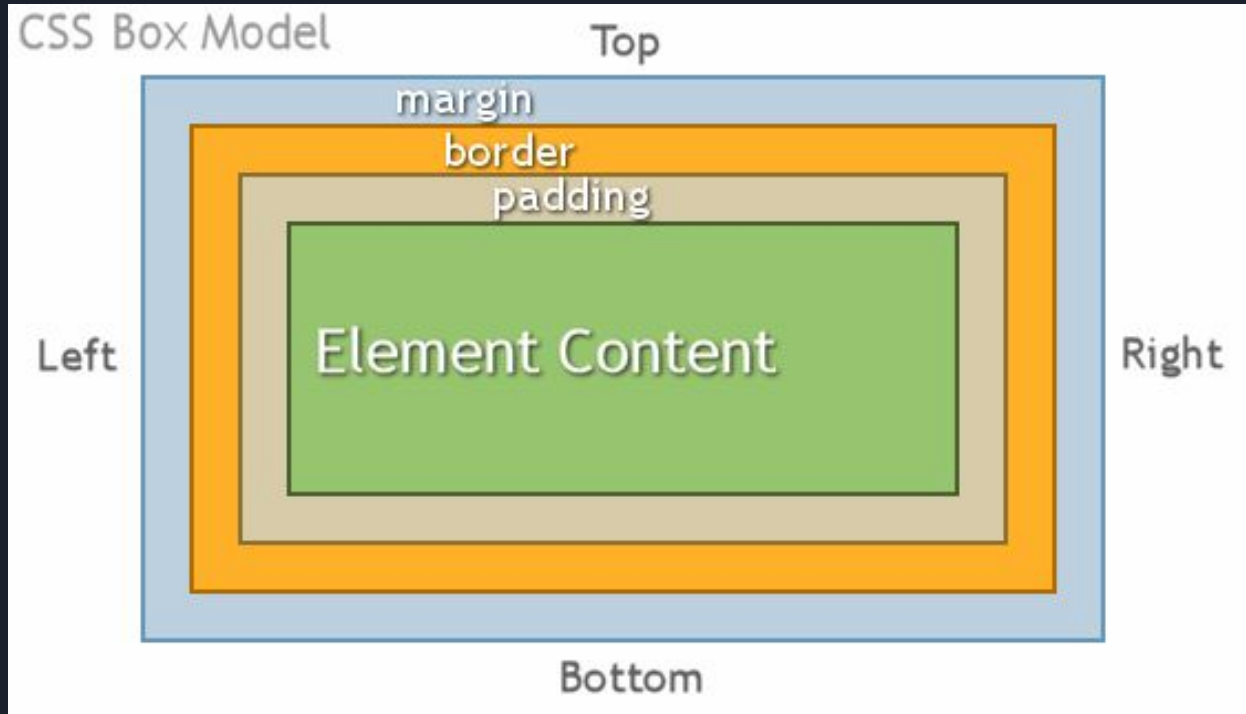 CSS Box Model
Top
margin
border
padding
Left
Element Content
Right
Bottom